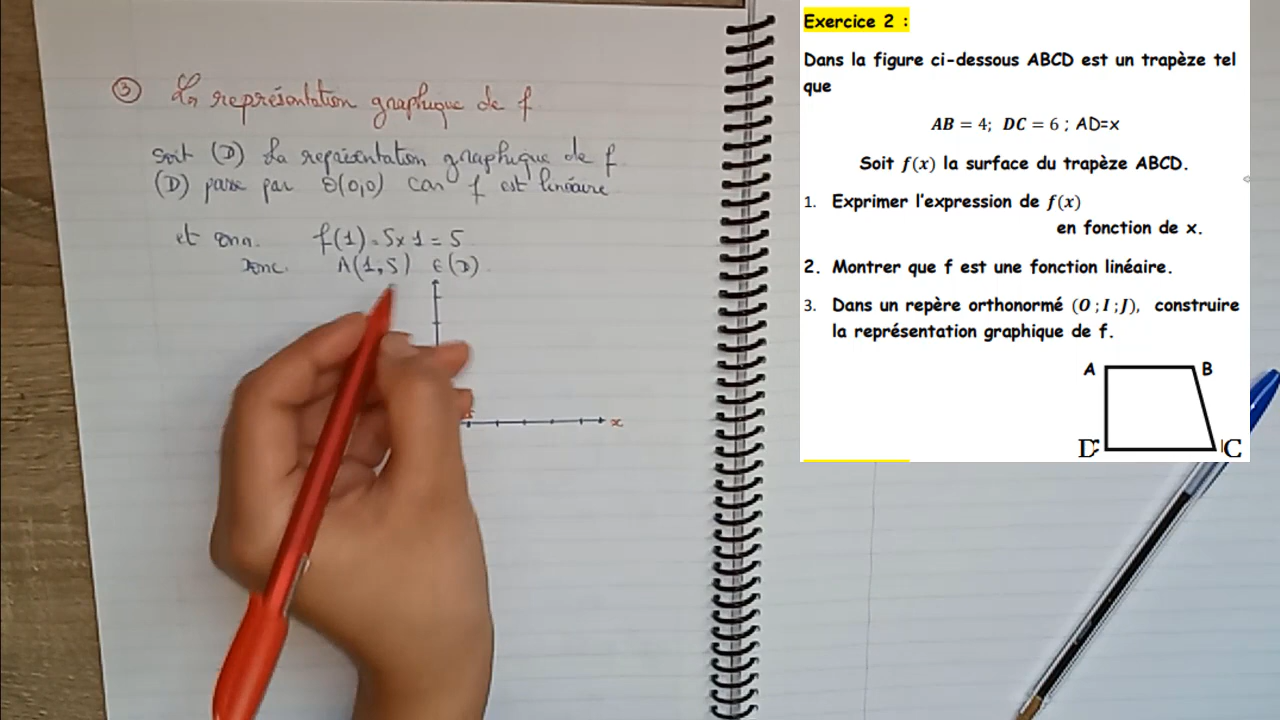 ③ La représentation graphique de f
soit (D) La représentation graphique de f
(D) passe par O(0,0) car f est linéaire
et on a. f(1) = 5x1 = 5
Donc. A(1,5) ∈ (D).
x
Exercice 2 :
Dans la figure ci-dessous ABCD est un trapèze tel
que
AB = 4; DC = 6 ; AD=x
Soit f(x) la surface du trapèze ABCD.
1. Exprimer l’expression de f(x)
en fonction de x.
2. Montrer que f est une fonction linéaire.
3. Dans un repère orthonormé (O ;I ;J), construire
la représentation graphique de f.
A B
D C